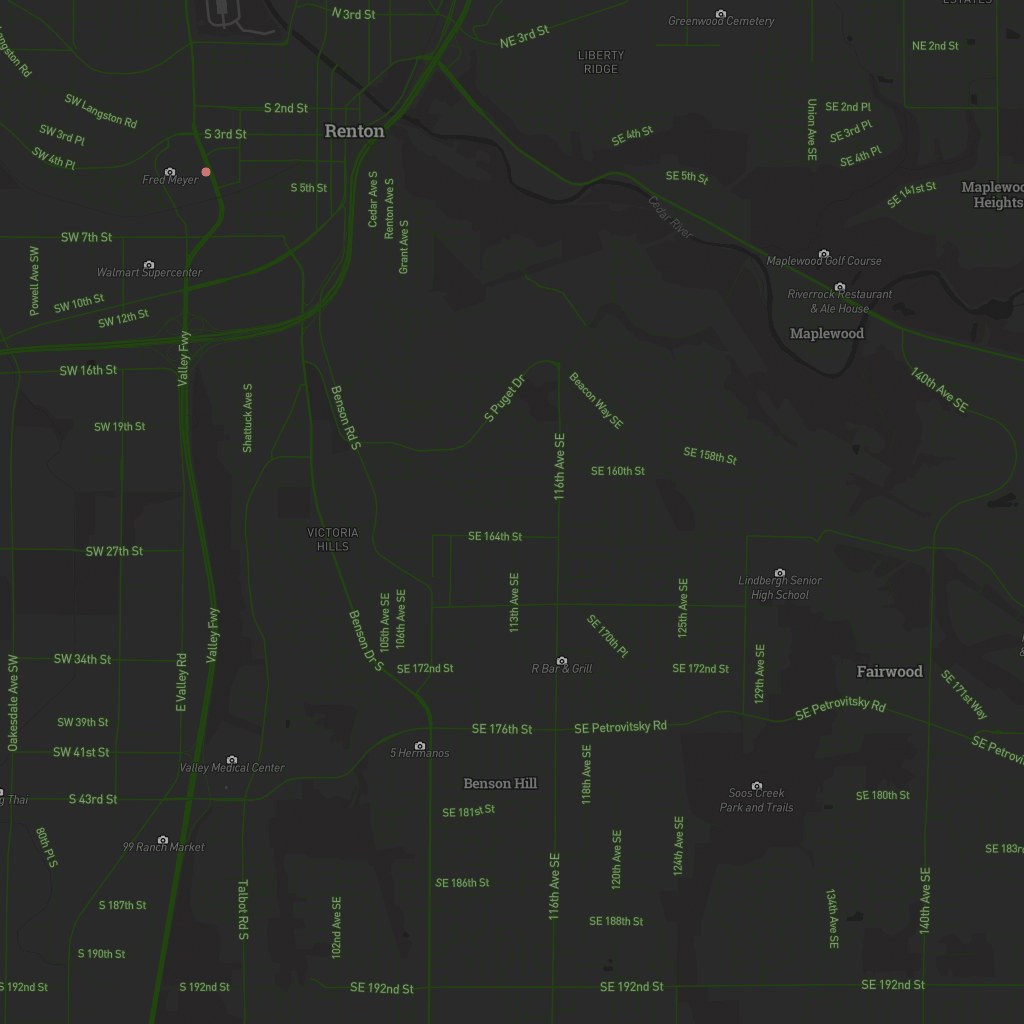 ESTATES
N 3rd St
Greenwood Cemetery
NE 3rd St
NE 2nd St
Langston Rd
LIBERTY
RIDGE
SW Langston Rd
S 2nd St
SE 2nd Pl
Union Ave SE
SW 3rd Pl
S 3rd St
Renton
SE 4th St
SE 3rd Pl
SW 4th Pl
SE 4th Pl
Fred Meyer
S 5th St
SE 5th St
SE 141st St
Maplewood
Heights
Cedar Ave S
Renton Ave S
Grant Ave S
Cedar River
SW 7th St
Powell Ave SW
Walmart Supercenter
Maplewood Golf Course
SW 10th St
Riverrock Restaurant
& Ale House
SW 12th St
Maplewood
Valley Fwy
SW 16th St
140th Ave SE
S Puget Dr
Beacon Way SE
Shattuck Ave S
Benson Rd S
SW 19th St
116th Ave SE
SE 158th St
SE 160th St
VICTORIA
HILLS
SE 164th St
SW 27th St
Lindbergh Senior
High School
113th Ave SE
125th Ave SE
105th Ave SE
106th Ave SE
Valley Fwy
SE 170th Pl
Benson Dr S
SW 34th St
E Valley Rd
SE 172nd St
R Bar & Grill
SE 172nd St
129th Ave SE
Fairwood
SE 171st Way
Oakesdale Ave SW
SW 39th St
SE 176th St
SE Petrovitsky Rd
SE Petrovitsky Rd
SE Petrovi
SW 41st St
5 Hermanos
Valley Medical Center
118th Ave SE
Benson Hill
Soos Creek
Park and Trails
g Thai
S 43rd St
SE 180th St
SE 181st St
80th Pl S
99 Ranch Market
124th Ave SE
120th Ave SE
SE 183r
116th Ave SE
SE 186th St
140th Ave SE
S 187th St
Talbot Rd S
102nd Ave SE
SE 188th St
134th Ave SE
S 190th St
S 192nd St
S 192nd St
SE 192nd St
SE 192nd St
SE 192nd St